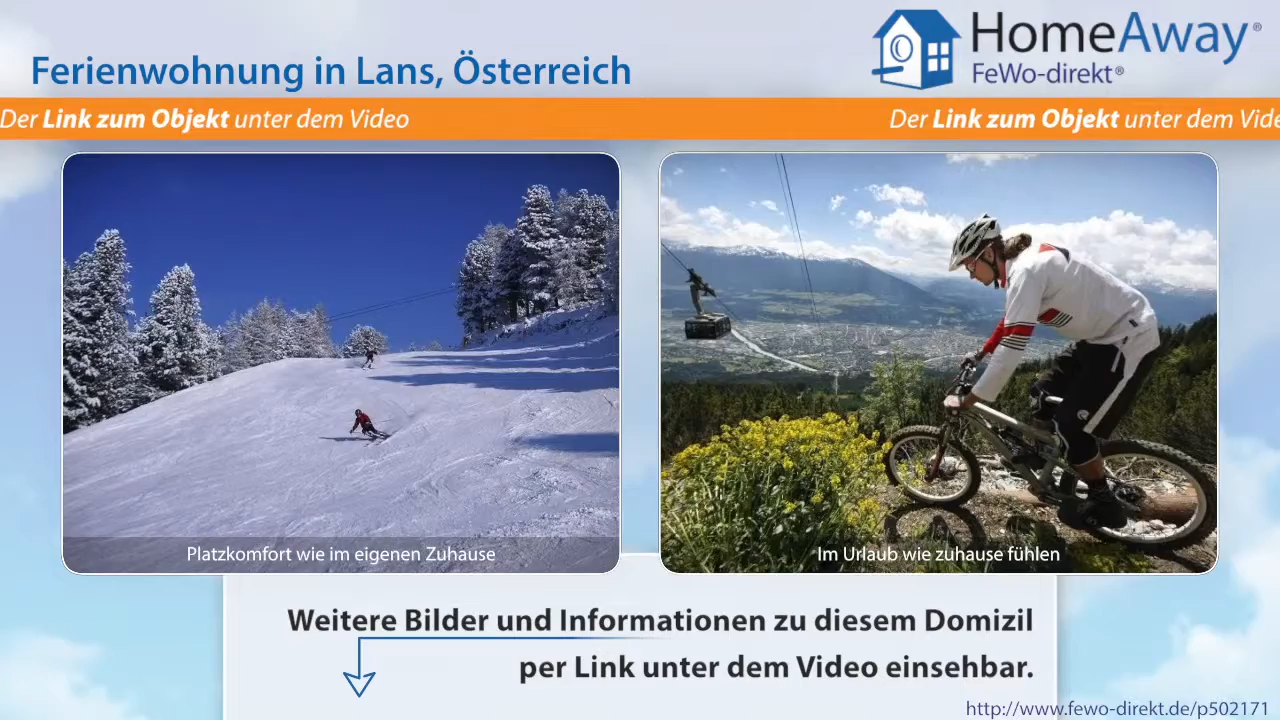 HomeAway®
FeWo-direkt®
Ferienwohnung in Lans, Österreich
Der Link zum Objekt unter dem Video
Der Link zum Objekt unter dem Vide
Platzkomfort wie im eigenen Zuhause
Im Urlaub wie zuhause fühlen
Weitere Bilder und Informationen zu diesem Domizil
per Link unter dem Video einsehbar.
http://www.fewo-direkt.de/p502171